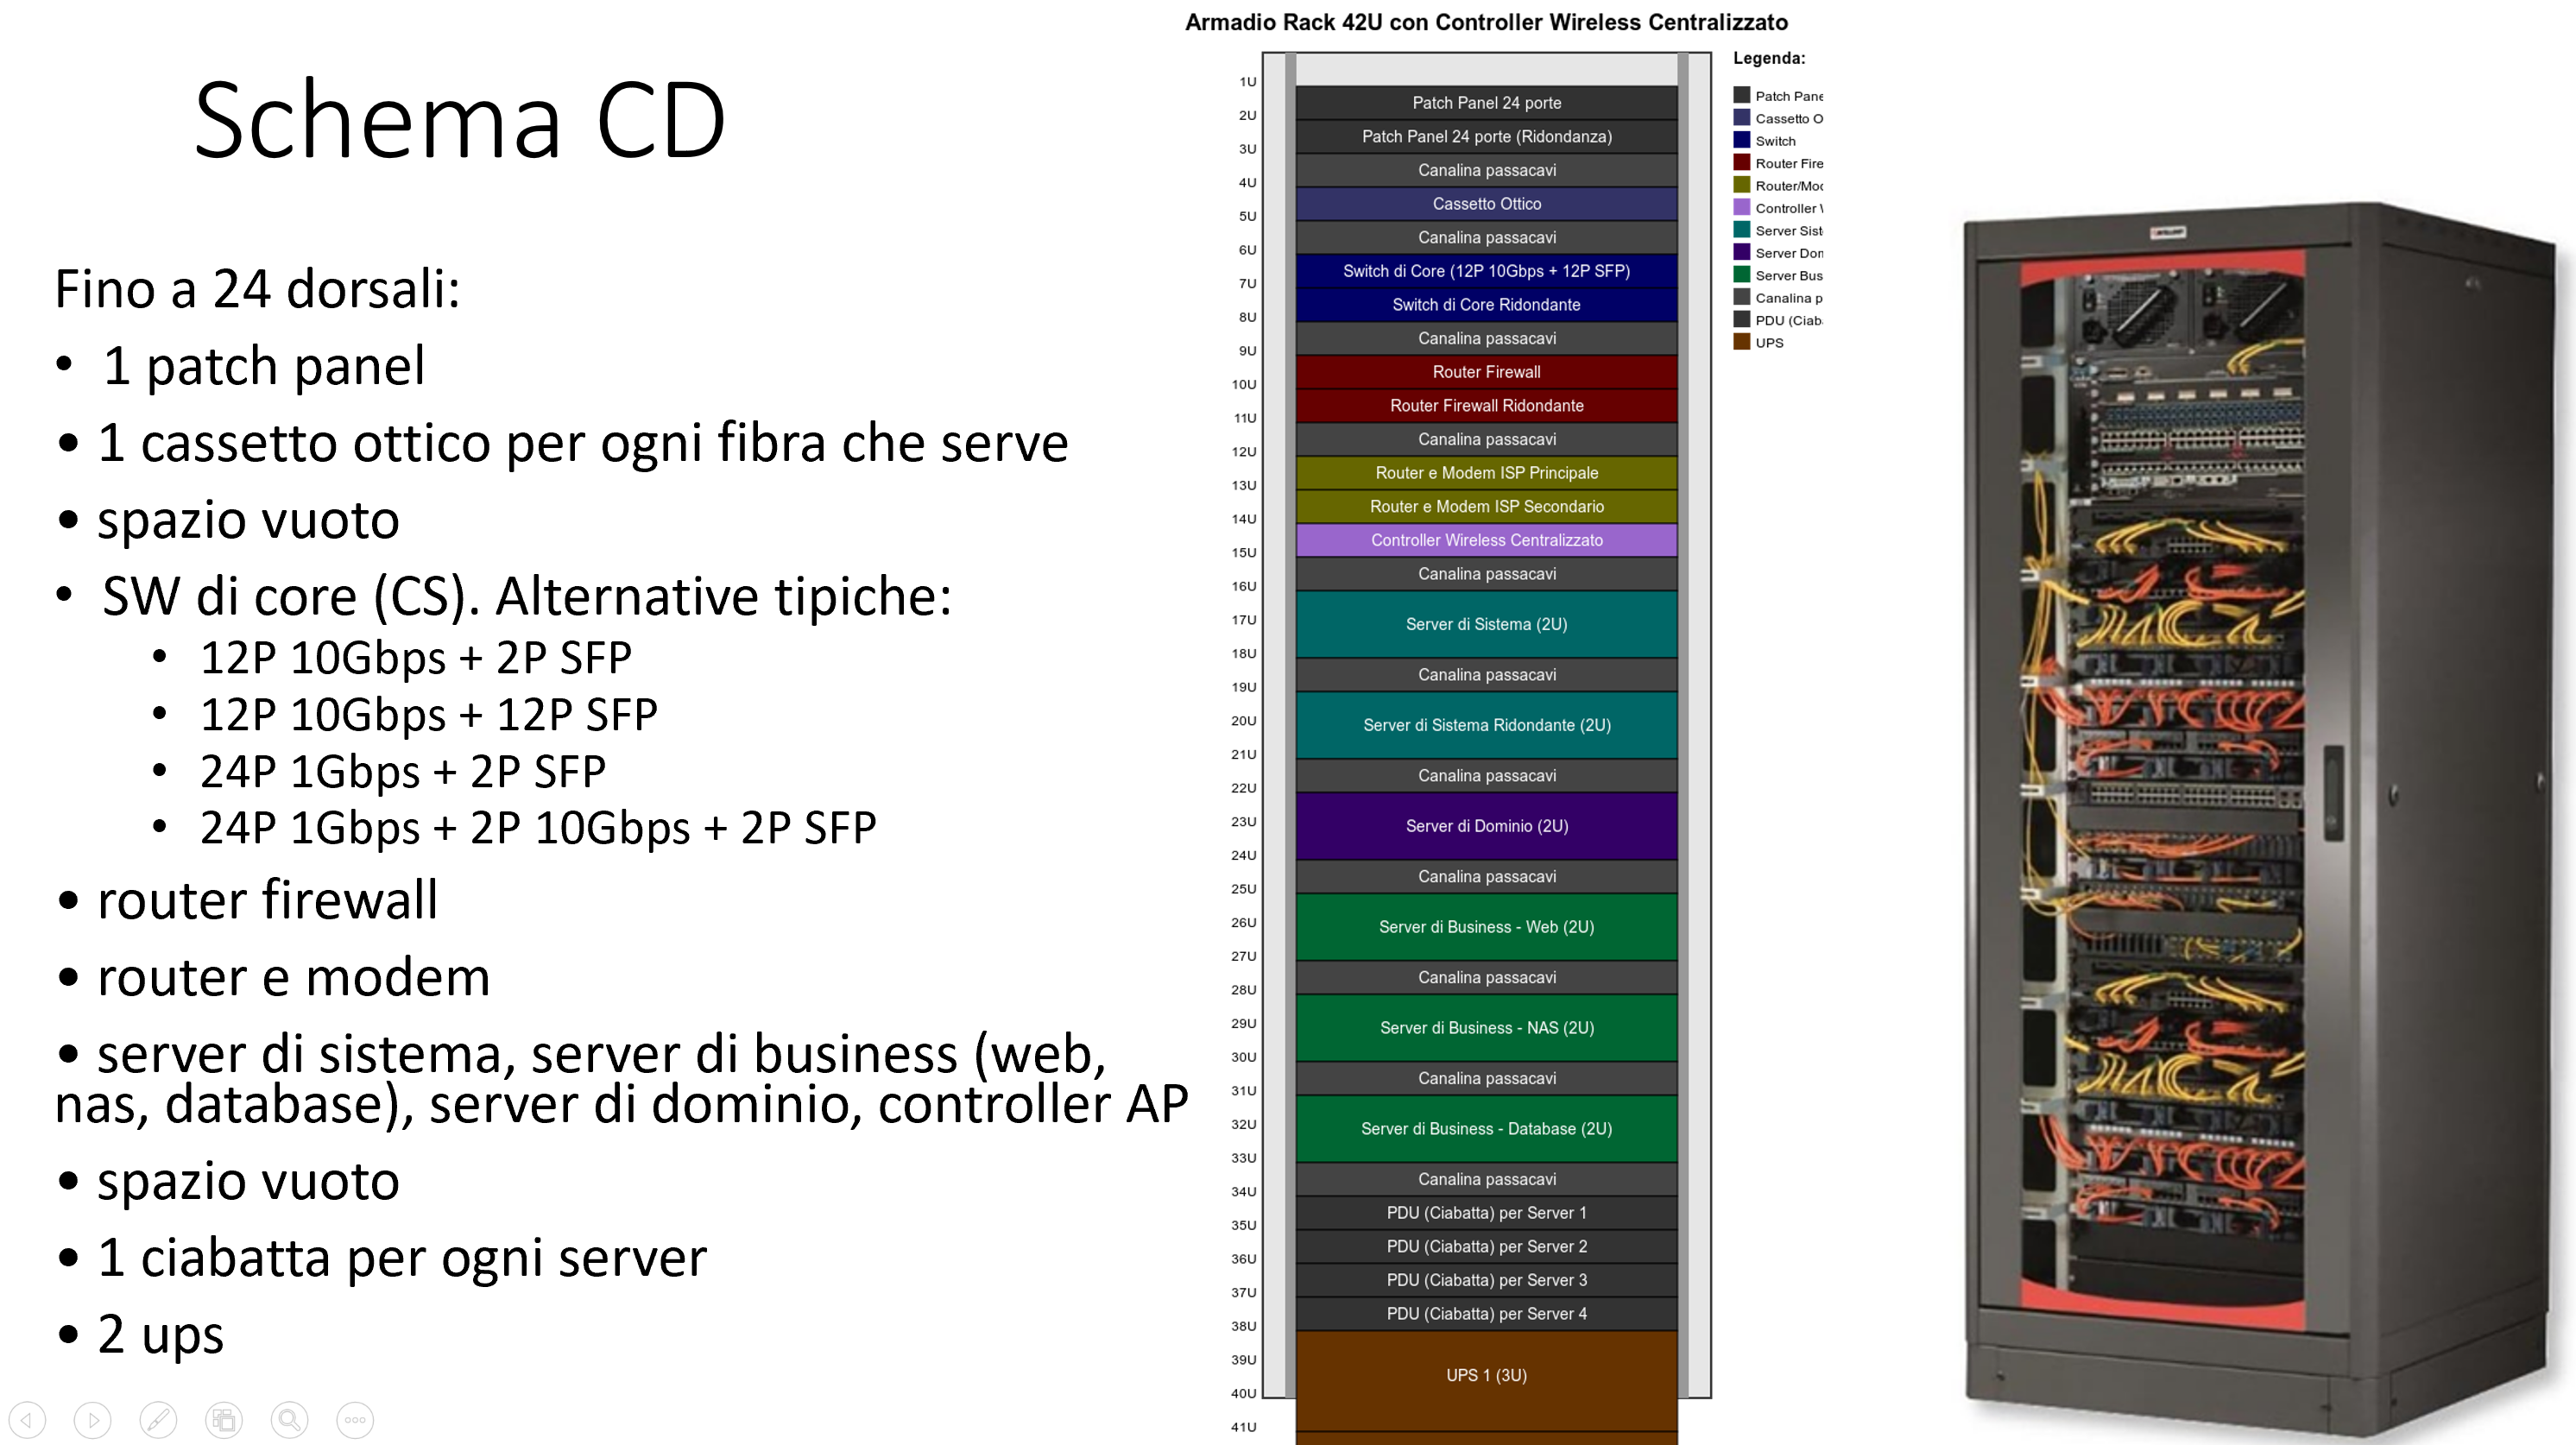 Schema CD
Fino a 24 dorsali:
• 1 patch panel
• 1 cassetto ottico per ogni fibra che serve
• spazio vuoto
• SW di core (CS). Alternative tipiche:
• 12P 10Gbps + 2P SFP
• 12P 10Gbps + 12P SFP
• 24P 1Gbps + 2P SFP
• 24P 1Gbps + 2P 10Gbps + 2P SFP
• router firewall
• router e modem
• server di sistema, server di business (web,
nas, database), server di dominio, controller AP
• spazio vuoto
• 1 ciabatta per ogni server
• 2 ups
Armadio Rack 42U con Controller Wireless Centralizzato
1U
Patch Panel 24 porte
2U
Patch Panel 24 porte (Ridondanza)
3U
Canalina passacavi
4U
Cassetto Ottico
5U
Canalina passacavi
6U
Switch di Core (12P 10Gbps + 12P SFP)
7U
Switch di Core Ridondante
8U
Canalina passacavi
9U
Router Firewall
10U
Router Firewall Ridondante
11U
Canalina passacavi
12U
Router e Modem ISP Principale
13U
Router e Modem ISP Secondario
14U
Controller Wireless Centralizzato
15U
Canalina passacavi
16U
17U
Server di Sistema (2U)
18U
Canalina passacavi
19U
20U
Server di Sistema Ridondante (2U)
21U
Canalina passacavi
22U
23U
Server di Dominio (2U)
24U
Canalina passacavi
25U
26U
Server di Business - Web (2U)
27U
Canalina passacavi
28U
29U
Server di Business - NAS (2U)
30U
Canalina passacavi
31U
32U
Server di Business - Database (2U)
33U
Canalina passacavi
34U
PDU (Ciabatta) per Server 1
35U
PDU (Ciabatta) per Server 2
36U
PDU (Ciabatta) per Server 3
37U
PDU (Ciabatta) per Server 4
38U
39U
UPS 1 (3U)
40U
41U
Legenda:
Patch Pane
Cassetto O
Switch
Router Fire
Router/Mod
Controller
Server Sist
Server Don
Server Bus
Canalina p
PDU (Ciab
UPS